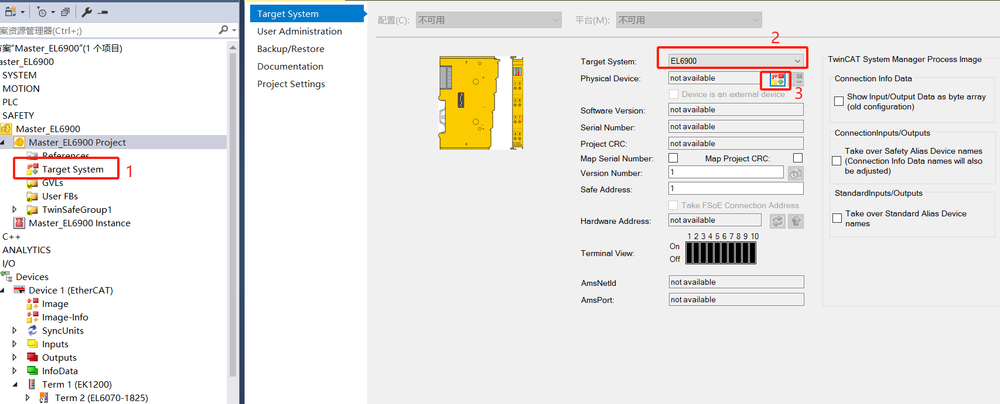 案资源管理器(Ctrl+;)
方案"Master_EL6900"(1 个项目)
aster_EL6900
SYSTEM
MOTION
PLC
SAFETY
Master_EL6900
Master_EL6900 Project
References
Target System
1
GVLs
User FBs
TwinSafeGroup1
Master_EL6900 Instance
C++
ANALYTICS
I/O
Devices
Device 1 (EtherCAT)
Image
Image-Info
SyncUnits
Inputs
Outputs
InfoData
Term 1 (EK1200)
Term 2 (EL6070-1825)
Target System
User Administration
Backup/Restore
Documentation
Project Settings
配置(C):
不可用
平台(M):
不可用
2
Target System:
EL6900
Physical Device:
not available
3
Device is an external device
Software Version:
not available
Serial Number:
not available
Project CRC:
not available
Map Serial Number:
Map Project CRC:
Version Number:
1
Safe Address:
1
Take FSoE Connection Address
Hardware Address:
not available
1 2 3 4 5 6 7 8 9 10
On
Terminal View:
Off
AmsNetId
not available
AmsPort:
not available
TwinCAT System Manager Process Image
Connection Info Data
Show Input/Output Data as byte array
(old configuration)
ConnectionInputs/Outputs
Take over Safety Alias Device names
(Connection Info Data names will also
be adjusted)
StandardInputs/Outputs
Take over Standard Alias Device
names